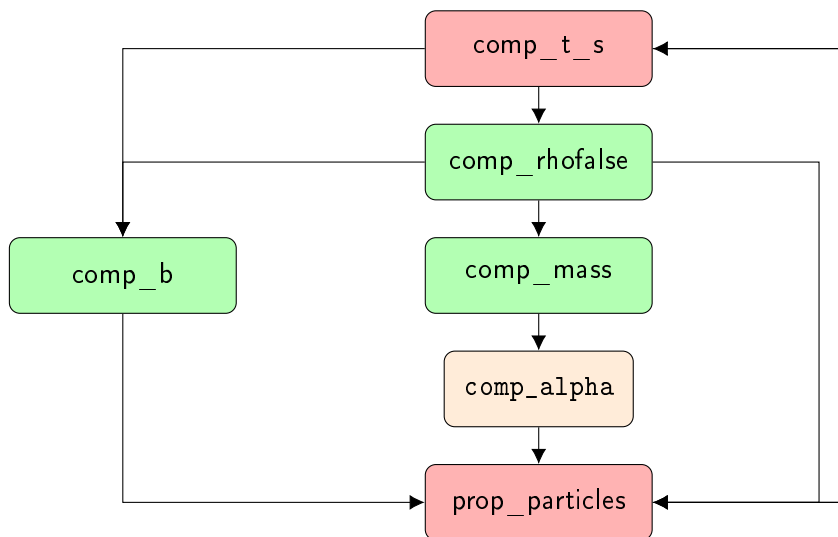 comp_t_s
comp_rhofalse
comp_b
comp_mass
comp_alpha
prop_particles